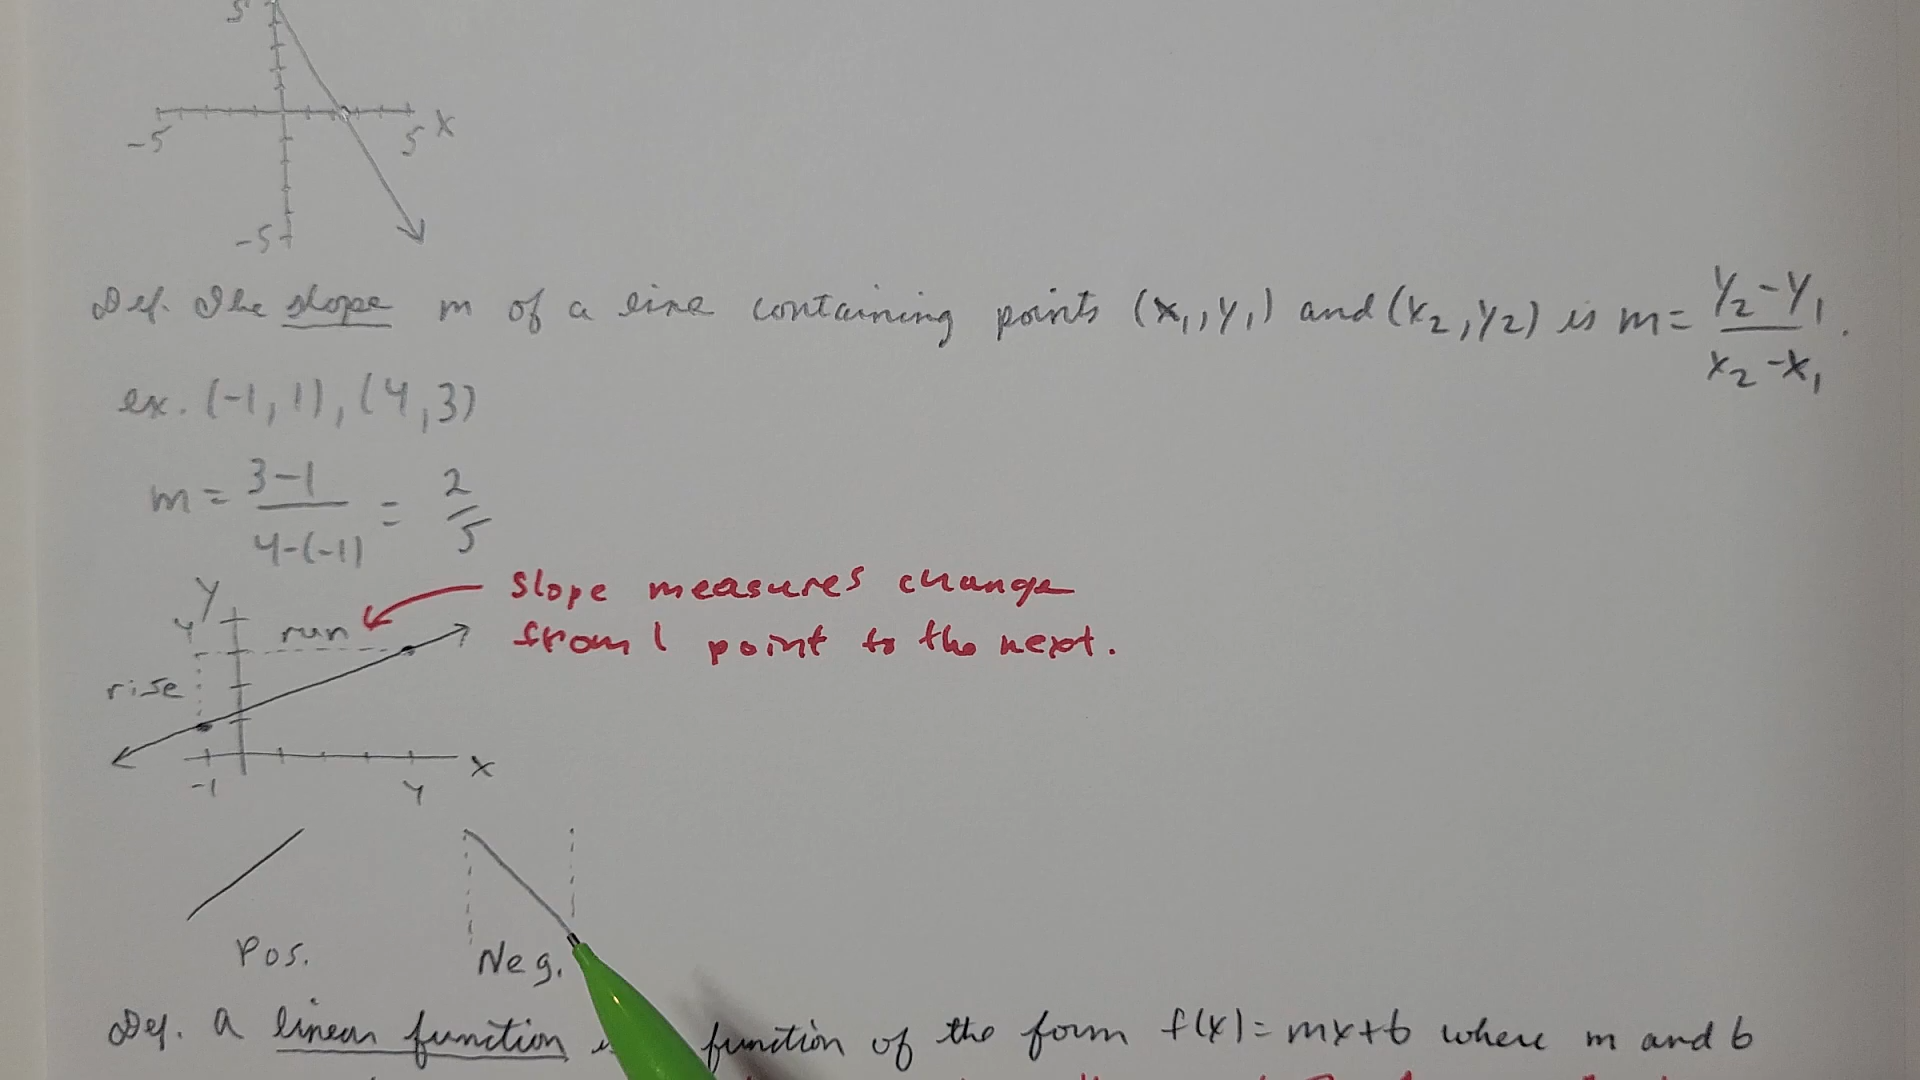 5
-5 5 x
-5
Def. The slope m of a line containing points (x₁, y₁) and (x₂, y₂) is m = (y₂-y₁)/(x₂-x₁).
ex. (-1, 1), (4, 3)
m = (3-1)/(4-(-1)) = 2/5
slope measures change
y
4 run
from 1 point to the next.
rise
x
-1 4
Pos. Neg.
Def. A linear function function of the form f(x) = mx+b where m and b